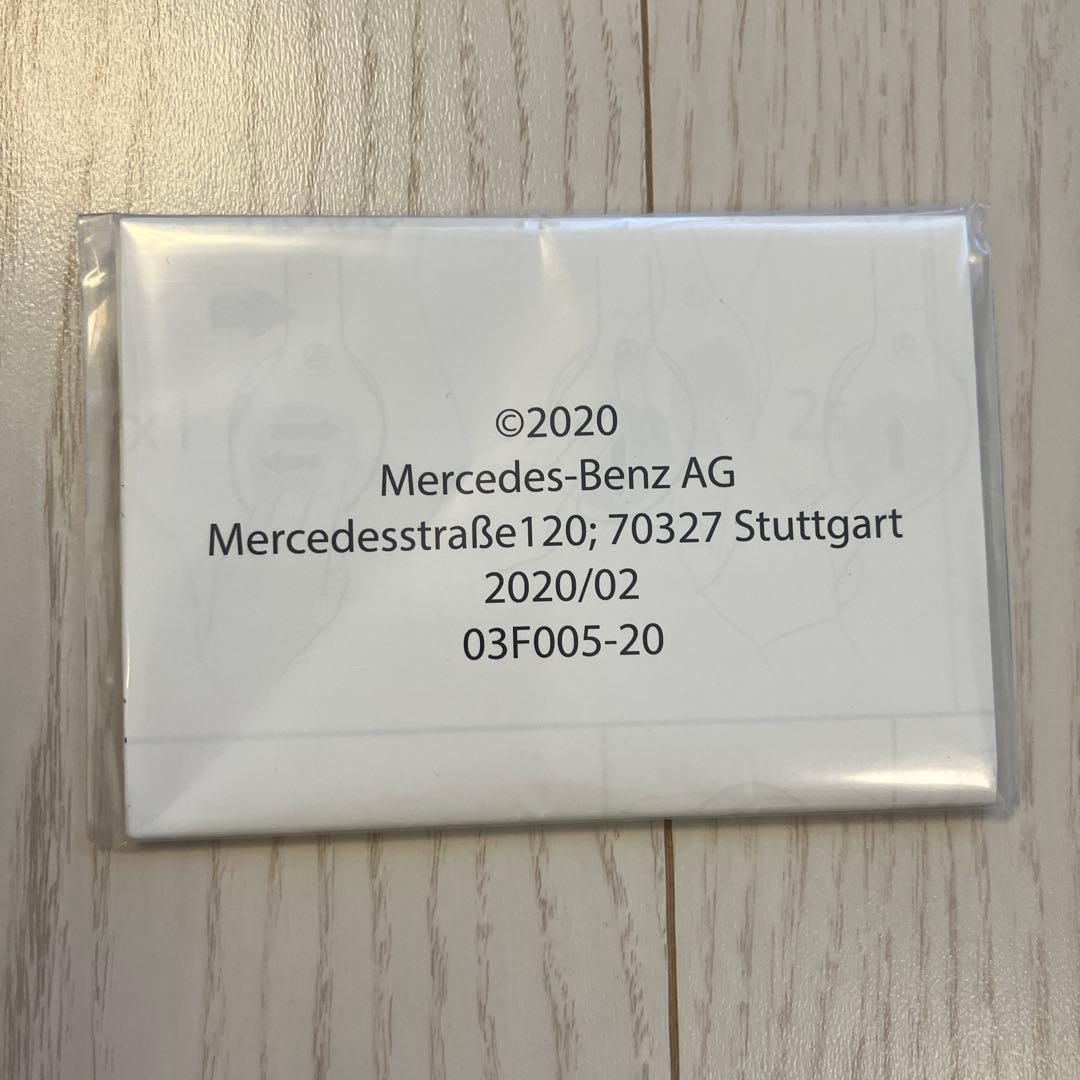 ©2020
Mercedes-Benz AG
Mercedesstraße120; 70327 Stuttgart
2020/02
03F005-20